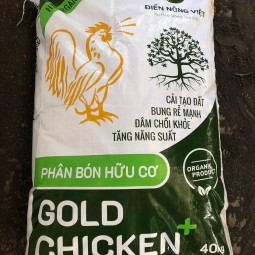 ĐIỀN NÔNG VIỆT
CẢI TẠO ĐẤT
BUNG RỄ MẠNH
ĐÂM CHỒI KHỎE
TĂNG NĂNG SUẤT
PHÂN BÓN HỮU CƠ
ORGANIC
PRODUCT
GOLD
CHICKEN+
40kg